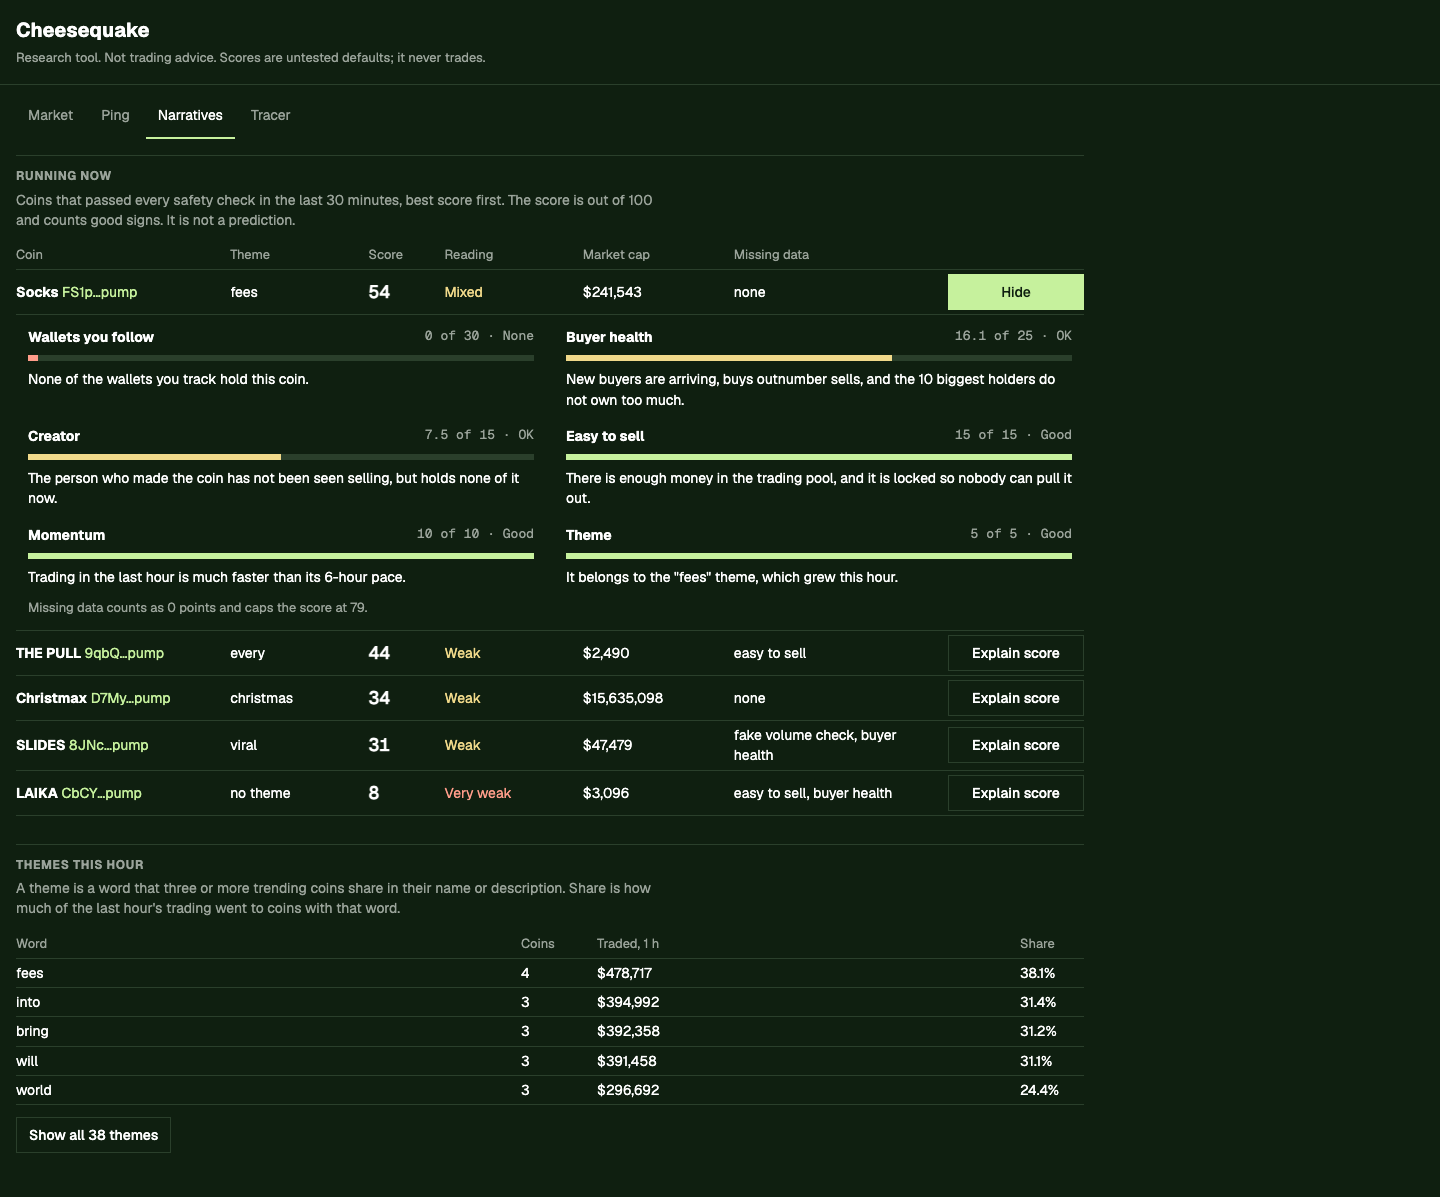 Cheesequake
Research tool. Not trading advice. Scores are untested defaults; it never trades.
Market Ping Narratives Tracer
RUNNING NOW
Coins that passed every safety check in the last 30 minutes, best score first. The score is out of 100
and counts good signs. It is not a prediction.
Coin Theme Score Reading Market cap Missing data
Socks FS1p…pump fees 54 Mixed $241,543 none Hide
Wallets you follow 0 of 30 · None
None of the wallets you track hold this coin.
Buyer health 16.1 of 25 · OK
New buyers are arriving, buys outnumber sells, and the 10 biggest holders do
not own too much.
Creator 7.5 of 15 · OK
The person who made the coin has not been seen selling, but holds none of it
now.
Easy to sell 15 of 15 · Good
There is enough money in the trading pool, and it is locked so nobody can pull it
out.
Momentum 10 of 10 · Good
Trading in the last hour is much faster than its 6-hour pace.
Theme 5 of 5 · Good
It belongs to the "fees" theme, which grew this hour.
Missing data counts as 0 points and caps the score at 79.
THE PULL 9qbQ…pump every 44 Weak $2,490 easy to sell Explain score
Christmax D7My…pump christmas 34 Weak $15,635,098 none Explain score
SLIDES 8JNc…pump viral 31 Weak $47,479 fake volume check, buyer
health Explain score
LAIKA CbCY…pump no theme 8 Very weak $3,096 easy to sell, buyer health Explain score
THEMES THIS HOUR
A theme is a word that three or more trending coins share in their name or description. Share is how
much of the last hour's trading went to coins with that word.
Word Coins Traded, 1 h Share
fees 4 $478,717 38.1%
into 3 $394,992 31.4%
bring 3 $392,358 31.2%
will 3 $391,458 31.1%
world 3 $296,692 24.4%
Show all 38 themes